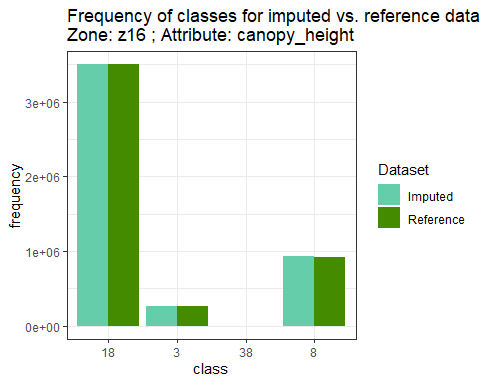 Frequency of classes for imputed vs. reference data
Zone: z16 ; Attribute: canopy_height
3e+06
2e+06
1e+06
0e+00
frequency
18 3 38 8
class
Dataset
Imputed
Reference